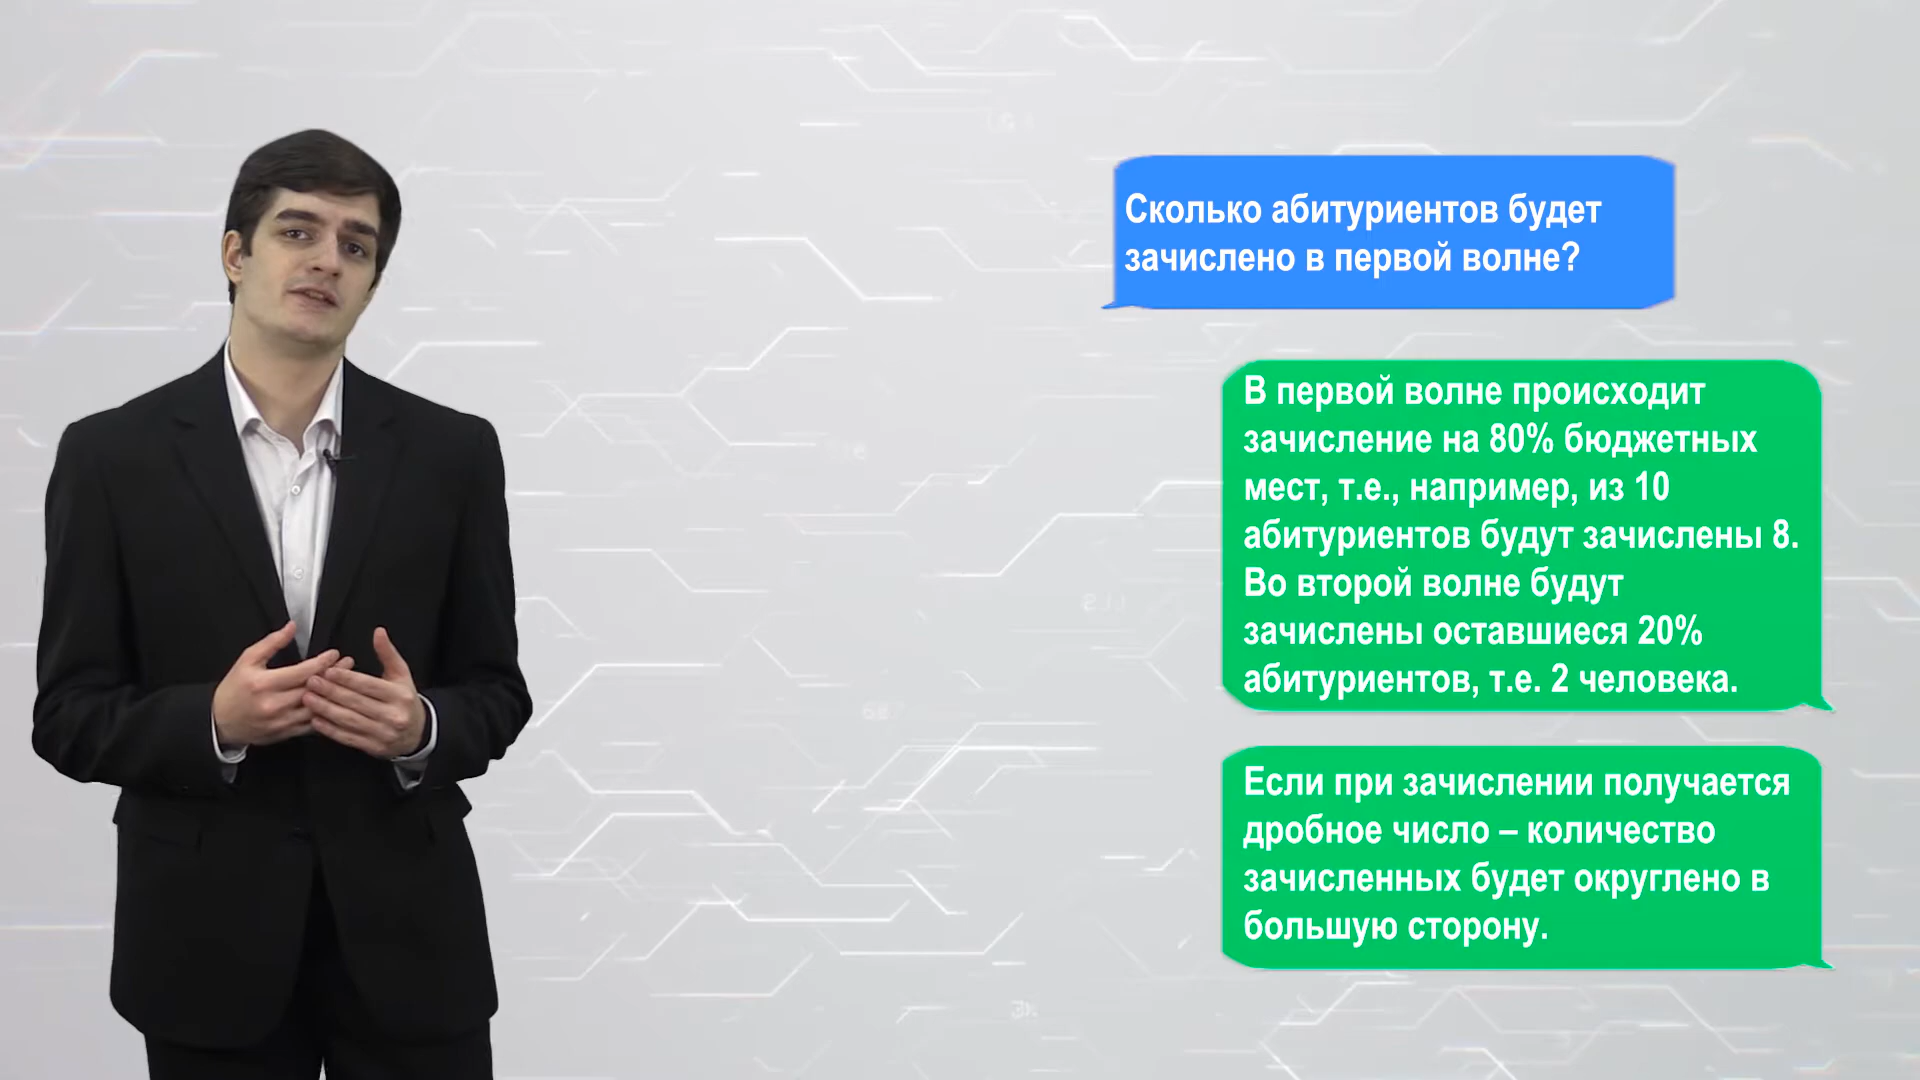 Сколько абитуриентов будет
зачислено в первой волне?
В первой волне происходит
зачисление на 80% бюджетных
мест, т.е., например, из 10
абитуриентов будут зачислены 8.
Во второй волне будут
зачислены оставшиеся 20%
абитуриентов, т.е. 2 человека.
Если при зачислении получается
дробное число – количество
зачисленных будет округлено в
большую сторону.